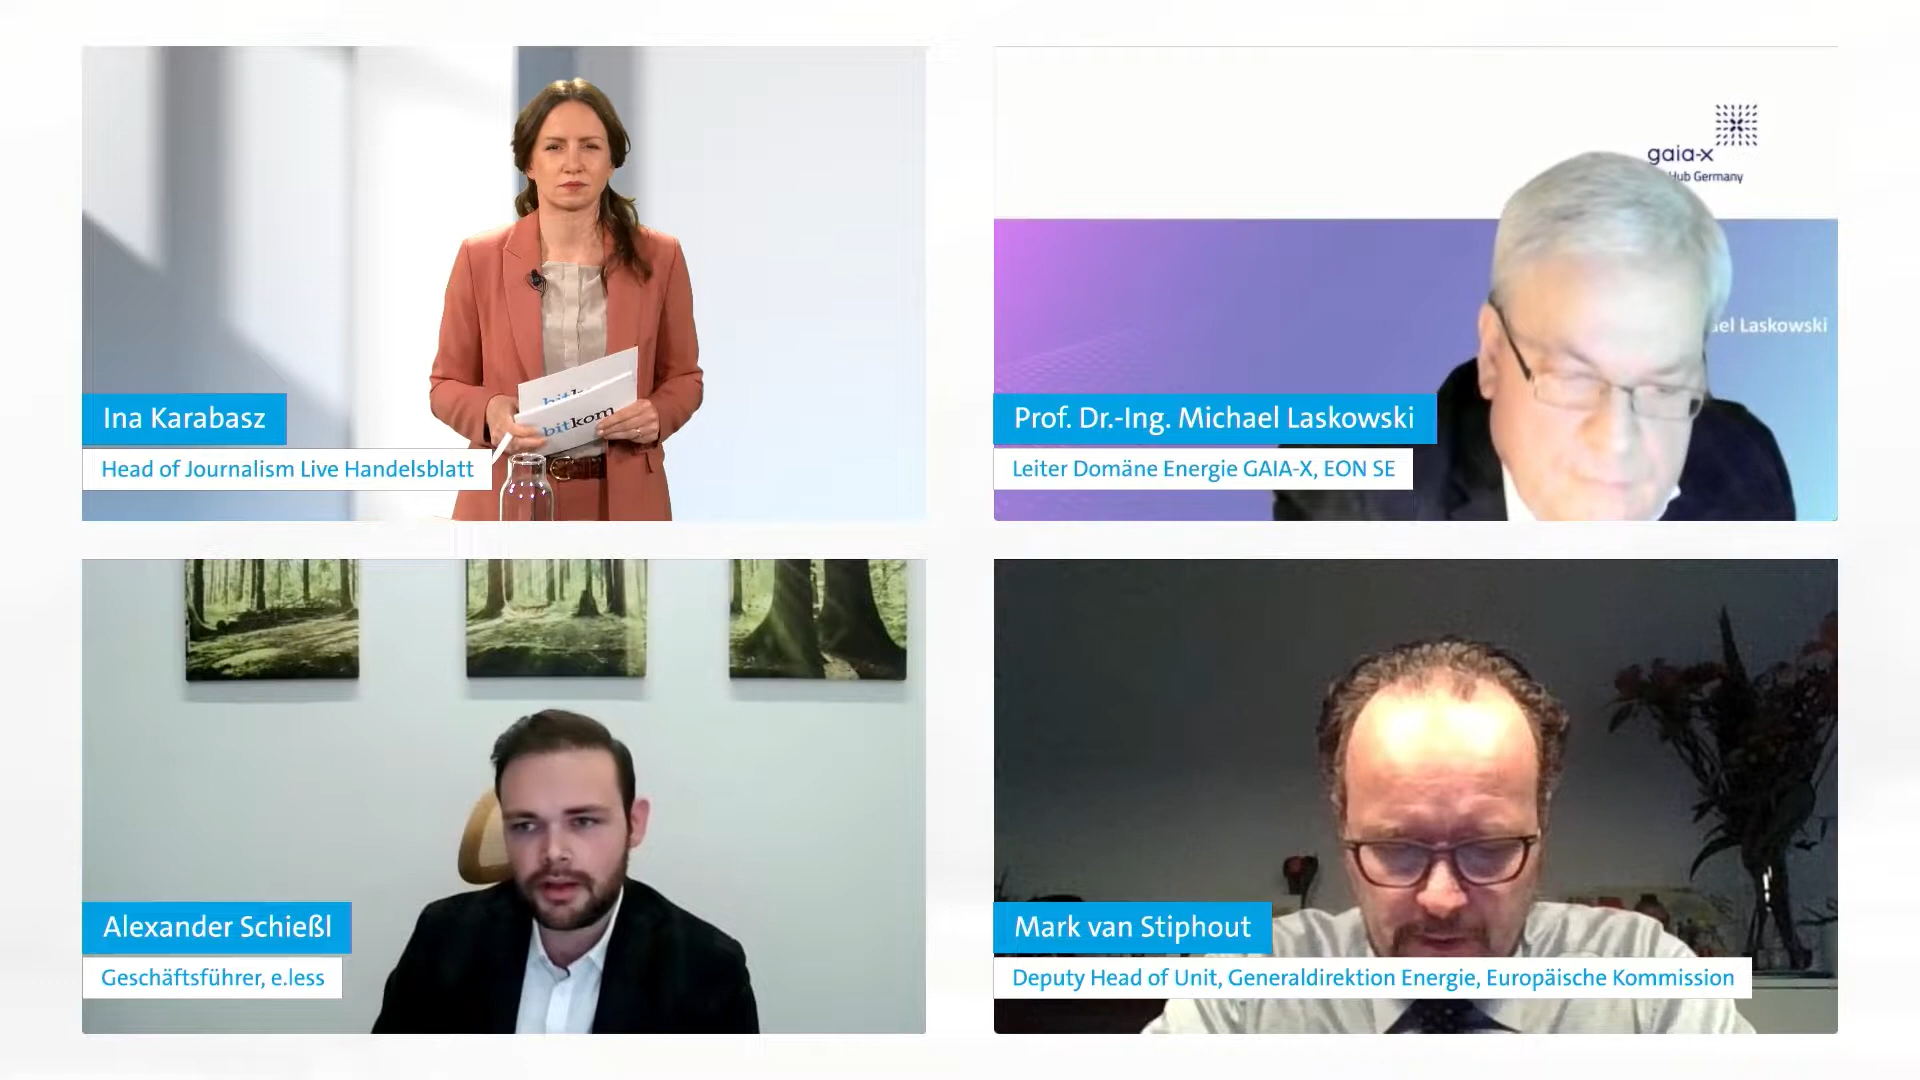 gaia-x
Hub Germany
ael Laskowski
bitkom
Ina Karabasz
Head of Journalism Live Handelsblatt
Prof. Dr.-Ing. Michael Laskowski
Leiter Domäne Energie GAIA-X, EON SE
Alexander Schießl
Geschäftsführer, e.less
Mark van Stiphout
Deputy Head of Unit, Generaldirektion Energie, Europäische Kommission